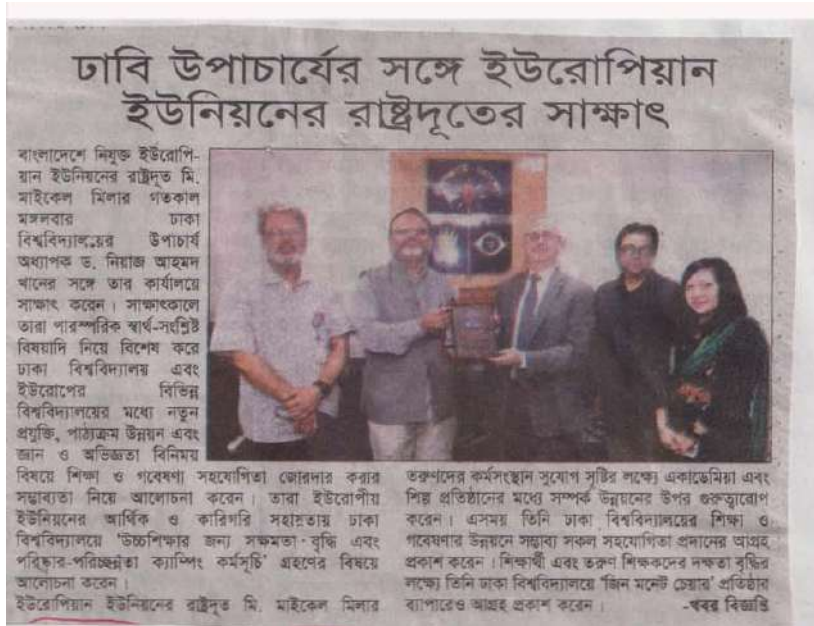 ঢাবি উপাচার্যের সঙ্গে ইউরোপিয়ান
ইউনিয়নের রাষ্ট্রদূতের সাক্ষাৎ
বাংলাদেশে নিযুক্ত ইউরোপি-
য়ান ইউনিয়নের রাষ্ট্রদূত মি.
মাইকেল মিলার গতকাল
মঙ্গলবার ঢাকা
বিশ্ববিদ্যালয়ের উপাচার্য
অধ্যাপক ড. নিয়াজ আহমদ
খানের সঙ্গে তার কার্যালয়ে
সাক্ষাৎ করেন। সাক্ষাৎকালে
তারা পারস্পরিক স্বার্থ-সংশ্লিষ্ট
বিষয়াদি নিয়ে বিশেষ করে
ঢাকা বিশ্ববিদ্যালয় এবং
ইউরোপের বিভিন্ন
বিশ্ববিদ্যালয়ের মধ্যে নতুন
প্রযুক্তি, পাঠ্যক্রম উন্নয়ন এবং
জ্ঞান ও অভিজ্ঞতা বিনিময়
বিষয়ে শিক্ষা ও গবেষণা সহযোগিতা জোরদার করার
সম্ভাব্যতা নিয়ে আলোচনা করেন। তারা ইউরোপীয়
ইউনিয়নের আর্থিক ও কারিগরি সহায়তায় ঢাকা
বিশ্ববিদ্যালয়ে ‘উচ্চশিক্ষার জন্য সক্ষমতা বৃদ্ধি এবং
পরিষ্কার-পরিচ্ছন্নতা ক্যাম্পিং কর্মসূচি’ গ্রহণের বিষয়ে
আলোচনা করেন।
ইউরোপিয়ান ইউনিয়নের রাষ্ট্রদূত মি. মাইকেল মিলার
তরুণদের কর্মসংস্থান সুযোগ সৃষ্টির লক্ষ্যে একাডেমিয়া এবং
শিল্প প্রতিষ্ঠানের মধ্যে সম্পর্ক উন্নয়নের উপর গুরুত্বারোপ
করেন। এসময় তিনি ঢাকা বিশ্ববিদ্যালয়ের শিক্ষা ও
গবেষণার উন্নয়নে সম্ভাব্য সকল সহযোগিতা প্রদানের আগ্রহ
প্রকাশ করেন। শিক্ষার্থী এবং তরুণ শিক্ষকদের দক্ষতা বৃদ্ধির
লক্ষ্যে তিনি ঢাকা বিশ্ববিদ্যালয়ে ‘জিন মনেট চেয়ার’ প্রতিষ্ঠার
ব্যাপারেও আগ্রহ প্রকাশ করেন। -খবর বিজ্ঞপ্তি